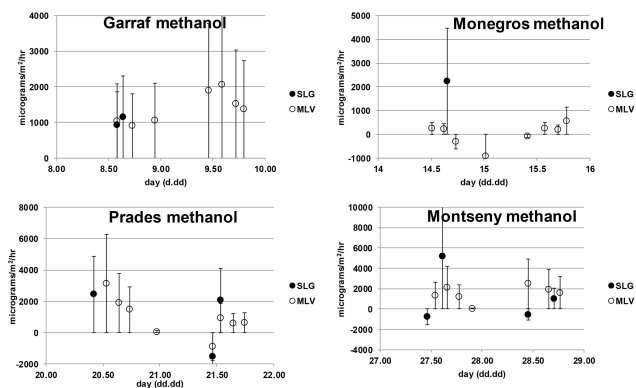 Garraf methanol
micrograms/m²/hr
4000
3000
2000
1000
0
8.00 8.50 9.00 9.50 10.00
day (d.dd)
SLG
MLV
Monegros methanol
micrograms/m²/hr
5000
4000
3000
2000
1000
0
-1000
14 14.5 15 15.5 16
day (d.dd)
SLG
MLV
Prades methanol
micrograms/m²/hr
8000
6000
4000
2000
0
-2000
20.00 20.50 21.00 21.50 22.00
day (d.dd)
SLG
MLV
Montseny methanol
micrograms/m²/hr
10000
8000
6000
4000
2000
0
-2000
-4000
27.00 27.50 28.00 28.50 29.00
day (d.dd)
SLG
MLV